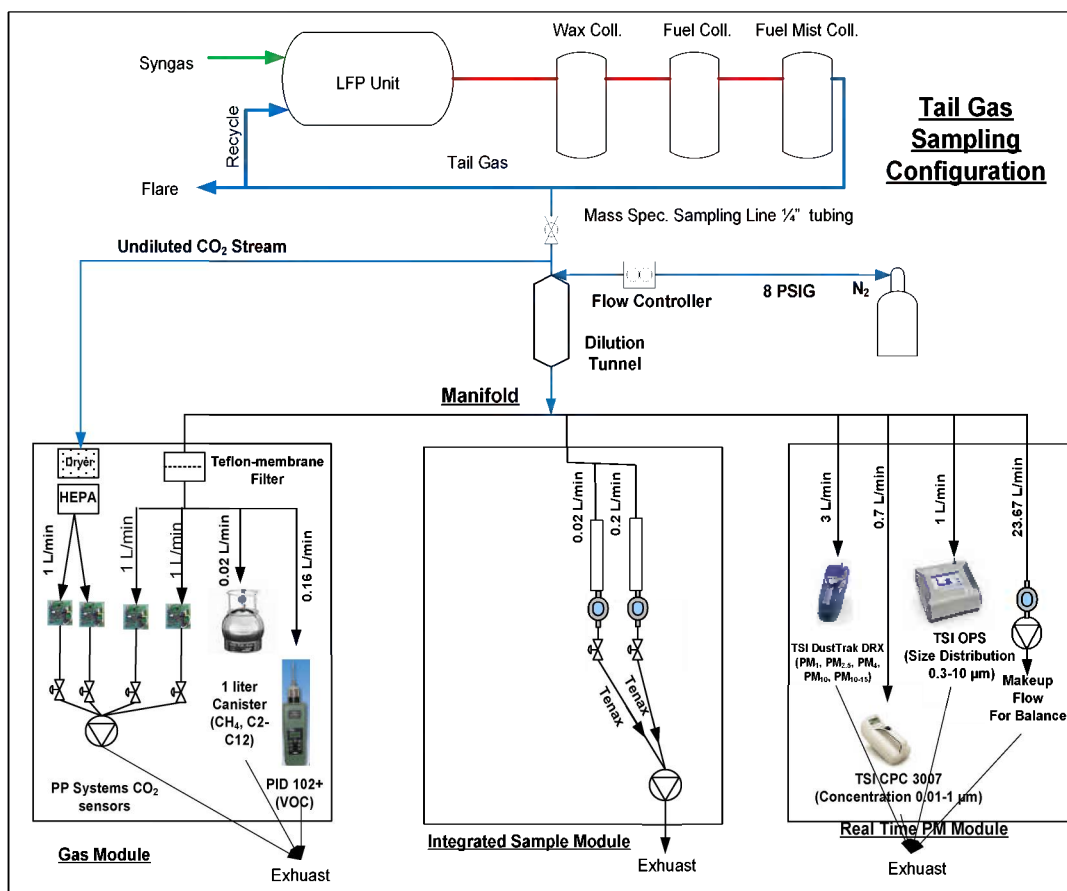 Wax Coll.
Fuel Coll.
Fuel Mist Coll.
Syngas
LFP Unit
Tail Gas
Sampling
Configuration
Recycle
Tail Gas
Flare
Mass Spec. Sampling Line ¼” tubing
Undiluted CO2 Stream
Flow Controller
8 PSIG
N2
Dilution
Tunnel
Manifold
Dryer
HEPA
Teflon-membrane
Filter
1 L/min
1 L/min
1 L/min
0.02 L/min
0.16 L/min
1 liter
Canister
(CH4, C2-
C12)
PP Systems CO2
sensors
PID 102+
(VOC)
Gas Module
Exhuast
0.02 L/min
0.2 L/min
Tenax
Tenax
Integrated Sample Module
Exhuast
3 L/min
0.7 L/min
1 L/min
23.67 L/min
TSI DustTrak DRX
(PM1, PM2.5, PM4,
PM10, PM10-15)
TSI OPS
(Size Distribution
0.3-10 µm)
Makeup
Flow
For Balance
TSI CPC 3007
(Concentration 0.01-1 µm)
Real Time PM Module
Exhuast